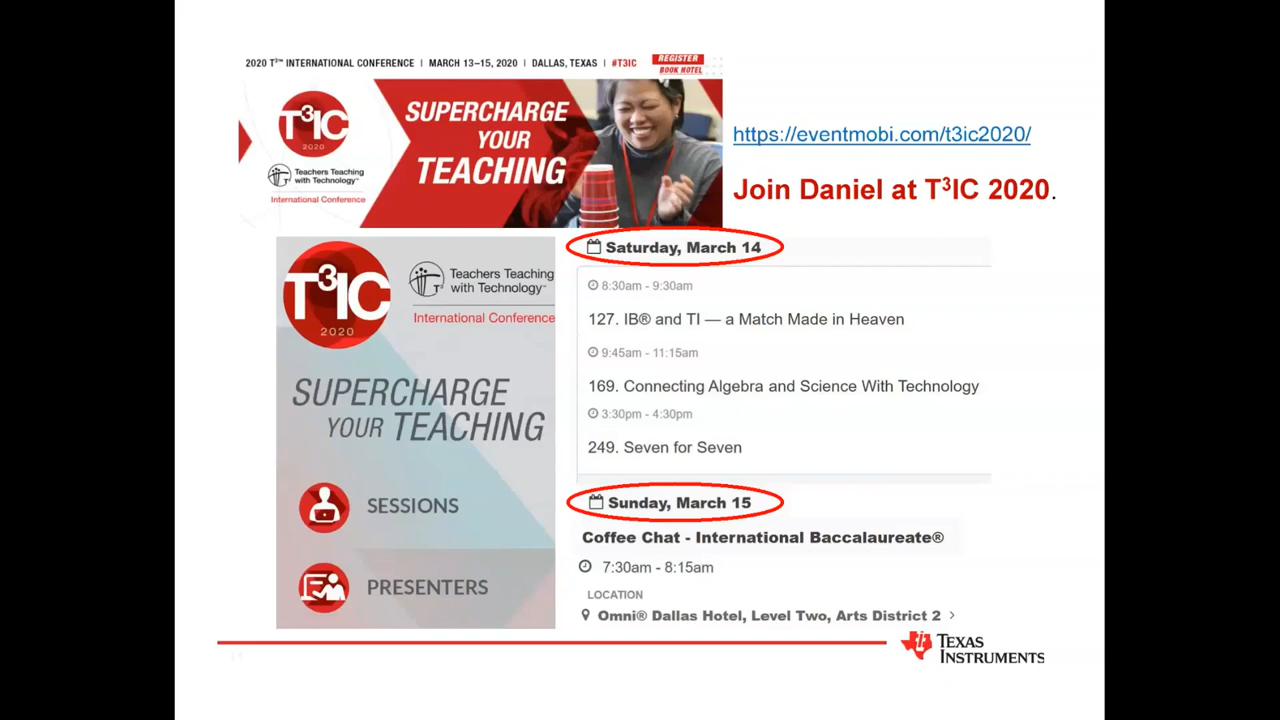 2020 T³™ INTERNATIONAL CONFERENCE | MARCH 13–15, 2020 | DALLAS, TEXAS | #T3IC
REGISTER
BOOK HOTEL
T³IC
2020
Teachers Teaching
with Technology™
International Conference
SUPERCHARGE
YOUR
TEACHING
https://eventmobi.com/t3ic2020/
Join Daniel at T³IC 2020.
T³IC
2020
Teachers Teaching
with Technology™
International Conference
SUPERCHARGE
YOUR TEACHING
SESSIONS
PRESENTERS
Saturday, March 14
8:30am - 9:30am
127. IB® and TI — a Match Made in Heaven
9:45am - 11:15am
169. Connecting Algebra and Science With Technology
3:30pm - 4:30pm
249. Seven for Seven
Sunday, March 15
Coffee Chat - International Baccalaureate®
7:30am - 8:15am
LOCATION
Omni® Dallas Hotel, Level Two, Arts District 2 >
TEXAS
INSTRUMENTS